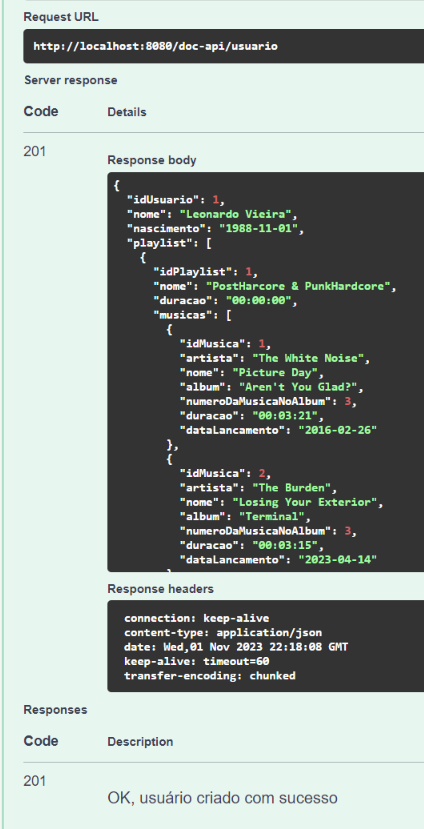 Request URL
http://localhost:8080/doc-api/usuario
Server response
Code Details
201
Response body
{
"idUsuario": 1,
"nome": "Leonardo Vieira",
"nascimento": "1988-11-01",
"playlist": [
{
"idPlaylist": 1,
"nome": "PostHarcore & PunkHardcore",
"duracao": "00:00:00",
"musicas": [
{
"idMusica": 1,
"artista": "The White Noise",
"nome": "Picture Day",
"album": "Aren't You Glad?",
"numeroDaMusicaNoAlbum": 3,
"duracao": "00:03:21",
"dataLancamento": "2016-02-26"
},
{
"idMusica": 2,
"artista": "The Burden",
"nome": "Losing Your Exterior",
"album": "Terminal",
"numeroDaMusicaNoAlbum": 3,
"duracao": "00:03:15",
"dataLancamento": "2023-04-14"
Response headers
connection: keep-alive
content-type: application/json
date: Wed,01 Nov 2023 22:18:08 GMT
keep-alive: timeout=60
transfer-encoding: chunked
Responses
Code Description
201
OK, usuário criado com sucesso